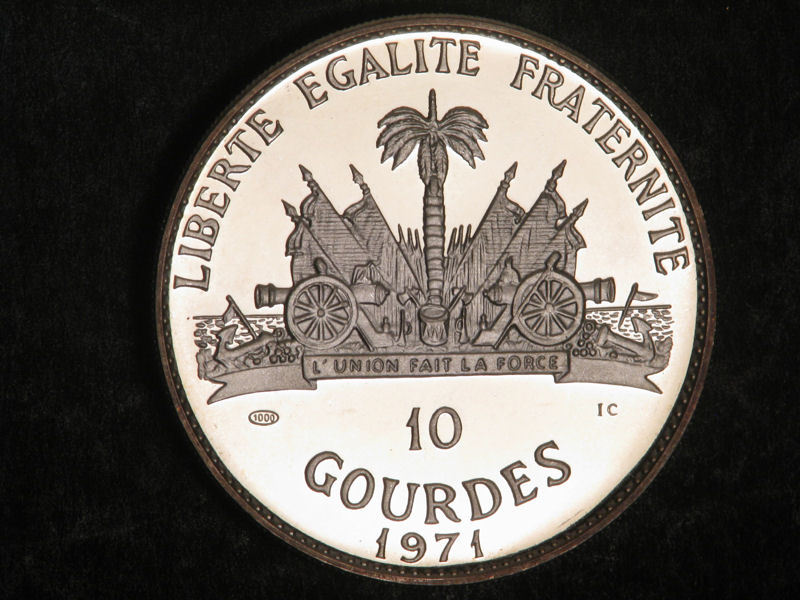 LIBERTE EGALITE FRATERNITE
L'UNION FAIT LA FORCE
1000
IC
10
GOURDES
1971